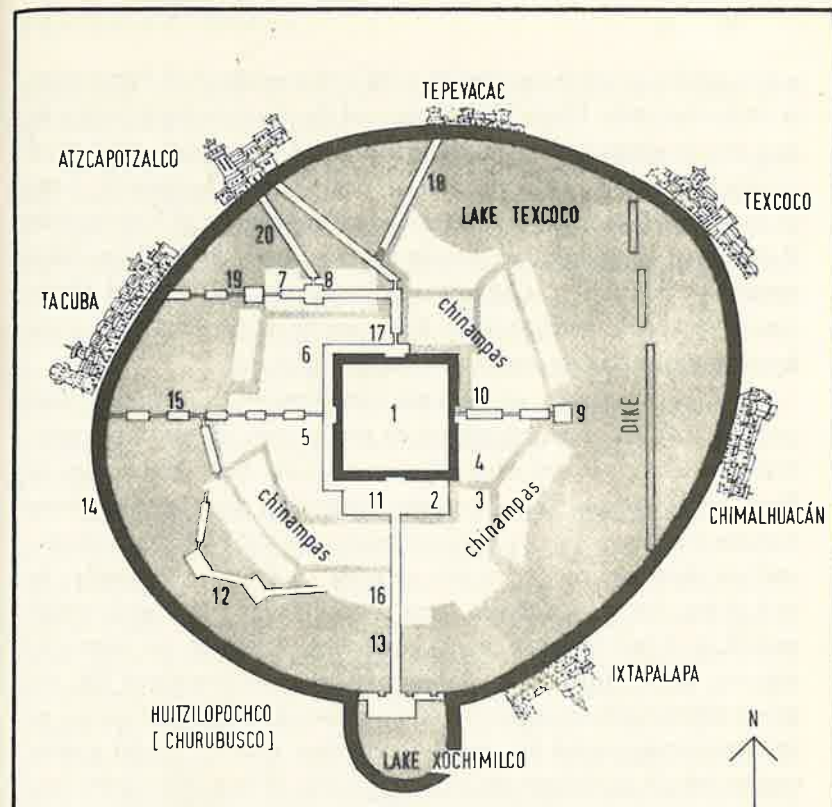 TEPEYACAC
ATZCAPOTZALCO
18
TEXCOCO
LAKE TEXCOCO
20
TACUBA
19
7
8
chinampas
17
6
15
10
1
9
5
DIKE
4
14
11
2
3
chinampas
chinampas
CHIMALHUACÁN
12
16
13
IXTAPALAPA
HUITZILOPOCHCO
[ CHURUBUSCO ]
N
LAKE XOCHIMILCO